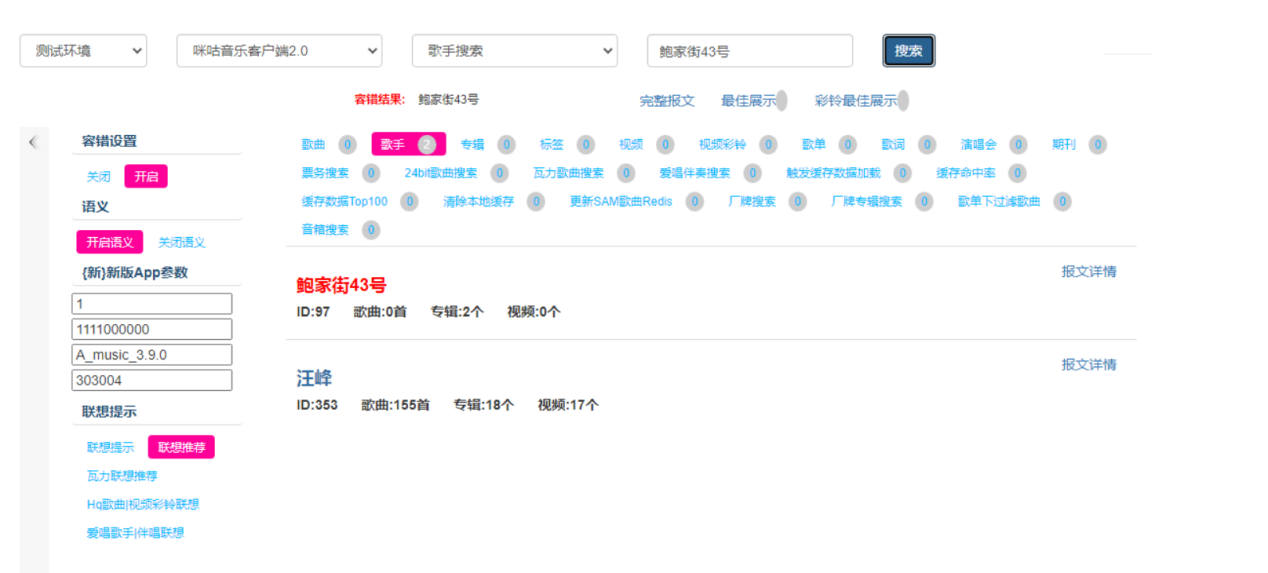 测试环境 咪咕音乐客户端2.0 歌手搜索 鲍家街43号 搜索
容错结果: 鲍家街43号 完整报文 最佳展示 彩铃最佳展示
容错设置
关闭 开启
语义
开启语义 关闭语义
{新}新版App参数
1
1111000000
A_music_3.9.0
303004
联想提示
联想提示 联想推荐
瓦力联想推荐
Hq歌曲|视频彩铃联想
爱唱歌手|伴唱联想
歌曲 0 歌手 2 专辑 0 标签 0 视频 0 视频彩铃 0 歌单 0 歌词 0 演唱会 0 期刊 0
票务搜索 0 24bit歌曲搜索 0 瓦力歌曲搜索 0 爱唱伴奏搜索 0 触发缓存数据加载 0 缓存命中率 0
缓存数据Top100 0 清除本地缓存 0 更新SAM歌曲Redis 0 厂牌搜索 0 厂牌专辑搜索 0 歌单下过滤歌曲 0
音箱搜索 0
鲍家街43号 报文详情
ID:97 歌曲:0首 专辑:2个 视频:0个
汪峰 报文详情
ID:353 歌曲:155首 专辑:18个 视频:17个